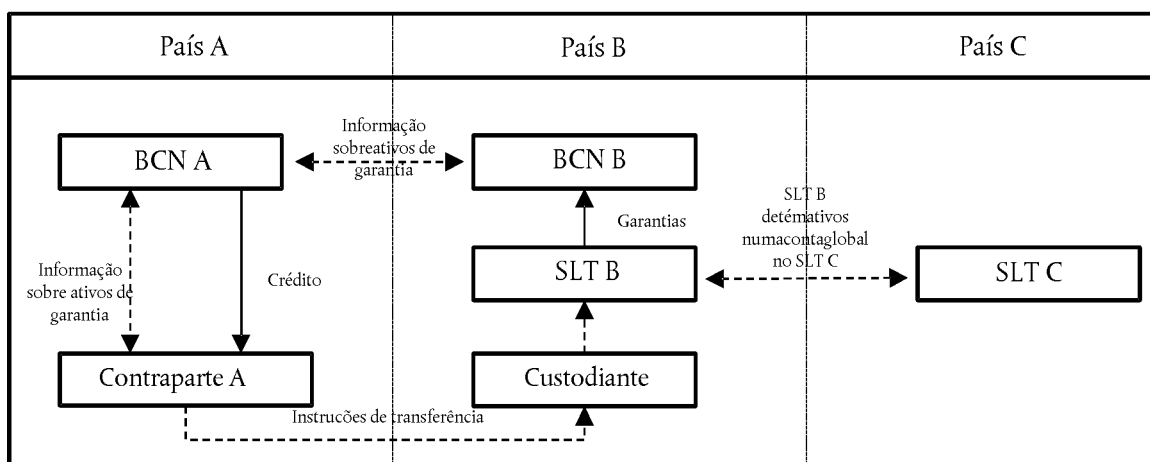 País A
País B
País C
BCN A
Informação
sobreativos de
garantia
BCN B
SLT B
detémativos
numacontaglobal
no SLT C
Garantias
Informação
sobre ativos de
garantia
Crédito
SLT B
SLT C
Contraparte A
Custodiante
Instrucões de transferência